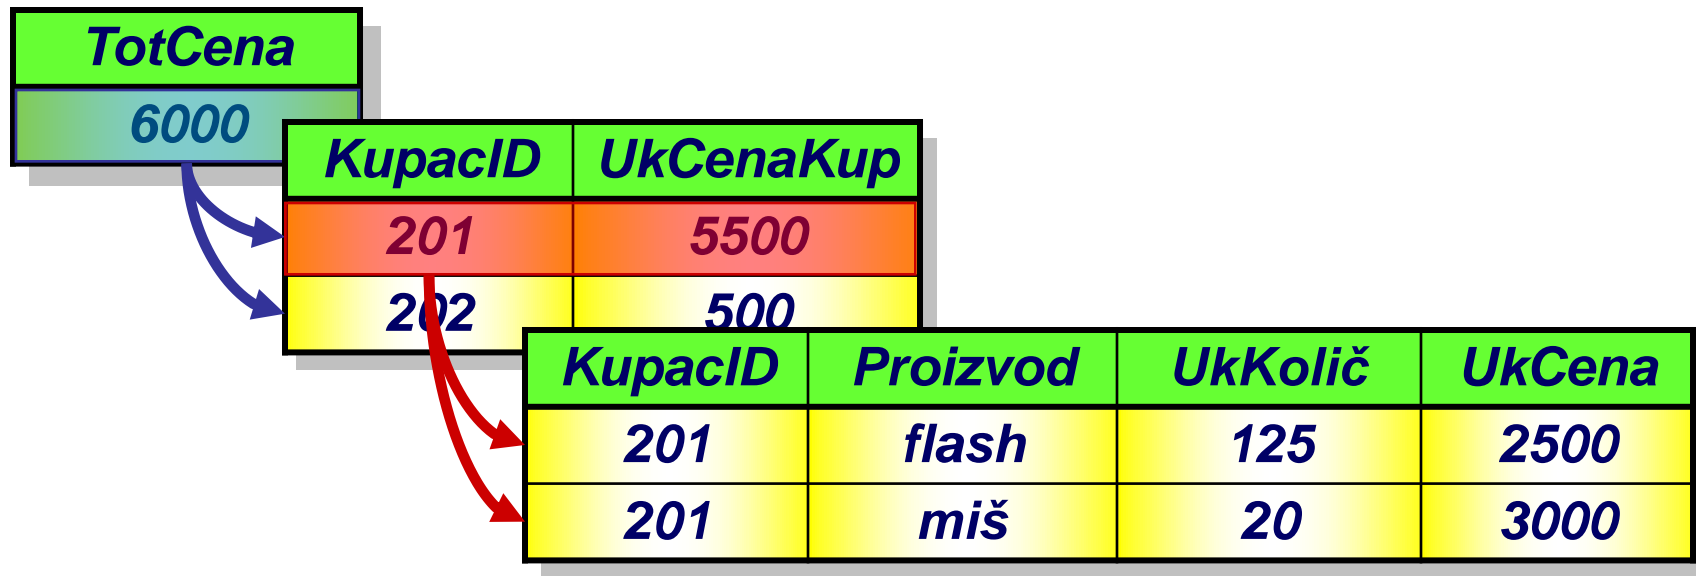 TotCena
6000
KupacID UkCenaKup
201 5500
202 500
KupacID Proizvod UkKolič UkCena
201 flash 125 2500
201 miš 20 3000